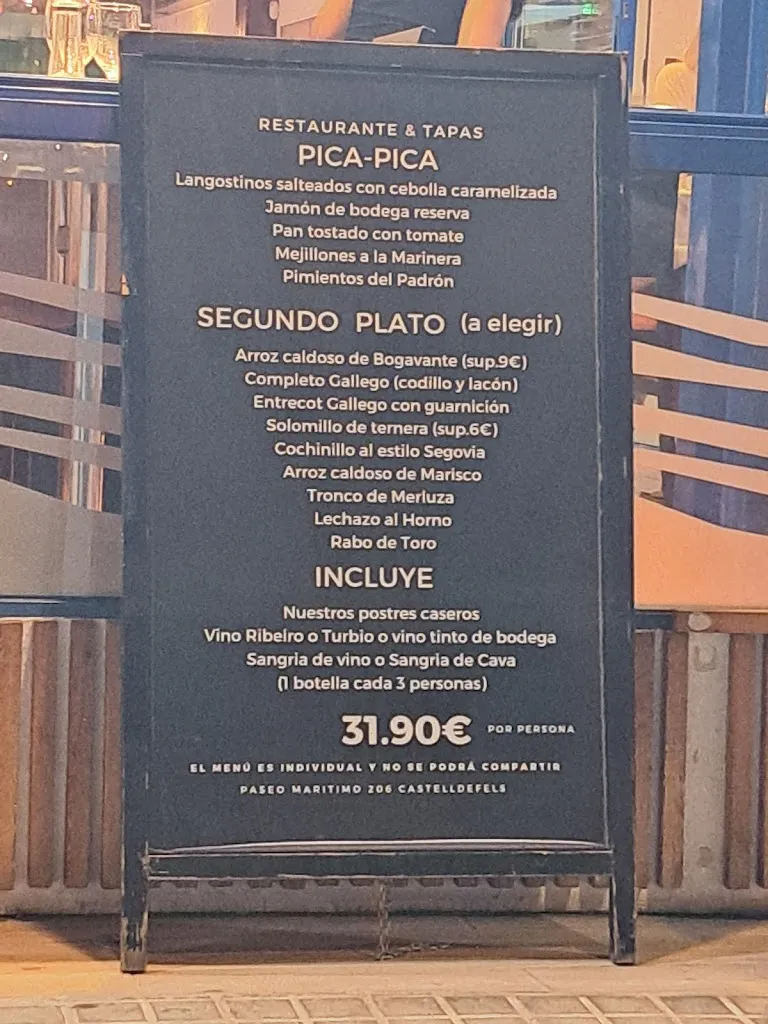 RESTAURANTE & TAPAS
PICA-PICA
Langostinos salteados con cebolla caramelizada
Jamón de bodega reserva
Pan tostado con tomate
Mejillones a la Marinera
Pimientos del Padrón
SEGUNDO PLATO (a elegir)
Arroz caldoso de Bogavante (sup.9€)
Completo Gallego (codillo y lacón)
Entrecot Gallego con guarnición
Solomillo de ternera (sup.6€)
Cochinillo al estilo Segovia
Arroz caldoso de Marisco
Tronco de Merluza
Lechazo al Horno
Rabo de Toro
INCLUYE
Nuestros postres caseros
Vino Ribeiro o Turbio o vino tinto de bodega
Sangria de vino o Sangria de Cava
(1 botella cada 3 personas)
31.90€ POR PERSONA
EL MENÚ ES INDIVIDUAL Y NO SE PODRÁ COMPARTIR
PASEO MARITIMO 206 CASTELLDEFELS